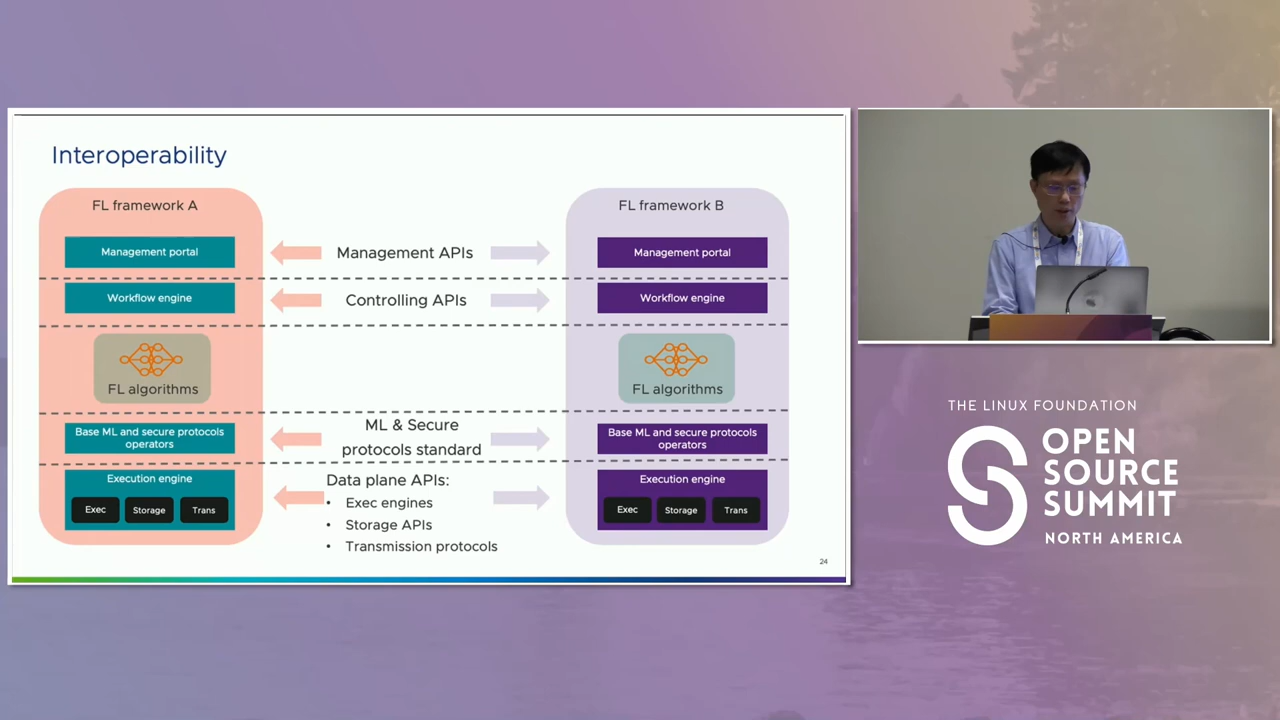 Interoperability
FL framework A
FL framework B
Management portal
Management APIs
Management portal
Workflow engine
Controlling APIs
Workflow engine
FL algorithms
FL algorithms
Base ML and secure protocols
operators
ML & Secure
protocols standard
Base ML and secure protocols
operators
Execution engine
Exec
Storage
Trans
Data plane APIs:
• Exec engines
• Storage APIs
• Transmission protocols
Execution engine
Exec
Storage
Trans
24
THE LINUX FOUNDATION
OPEN
SOURCE
SUMMIT
NORTH AMERICA